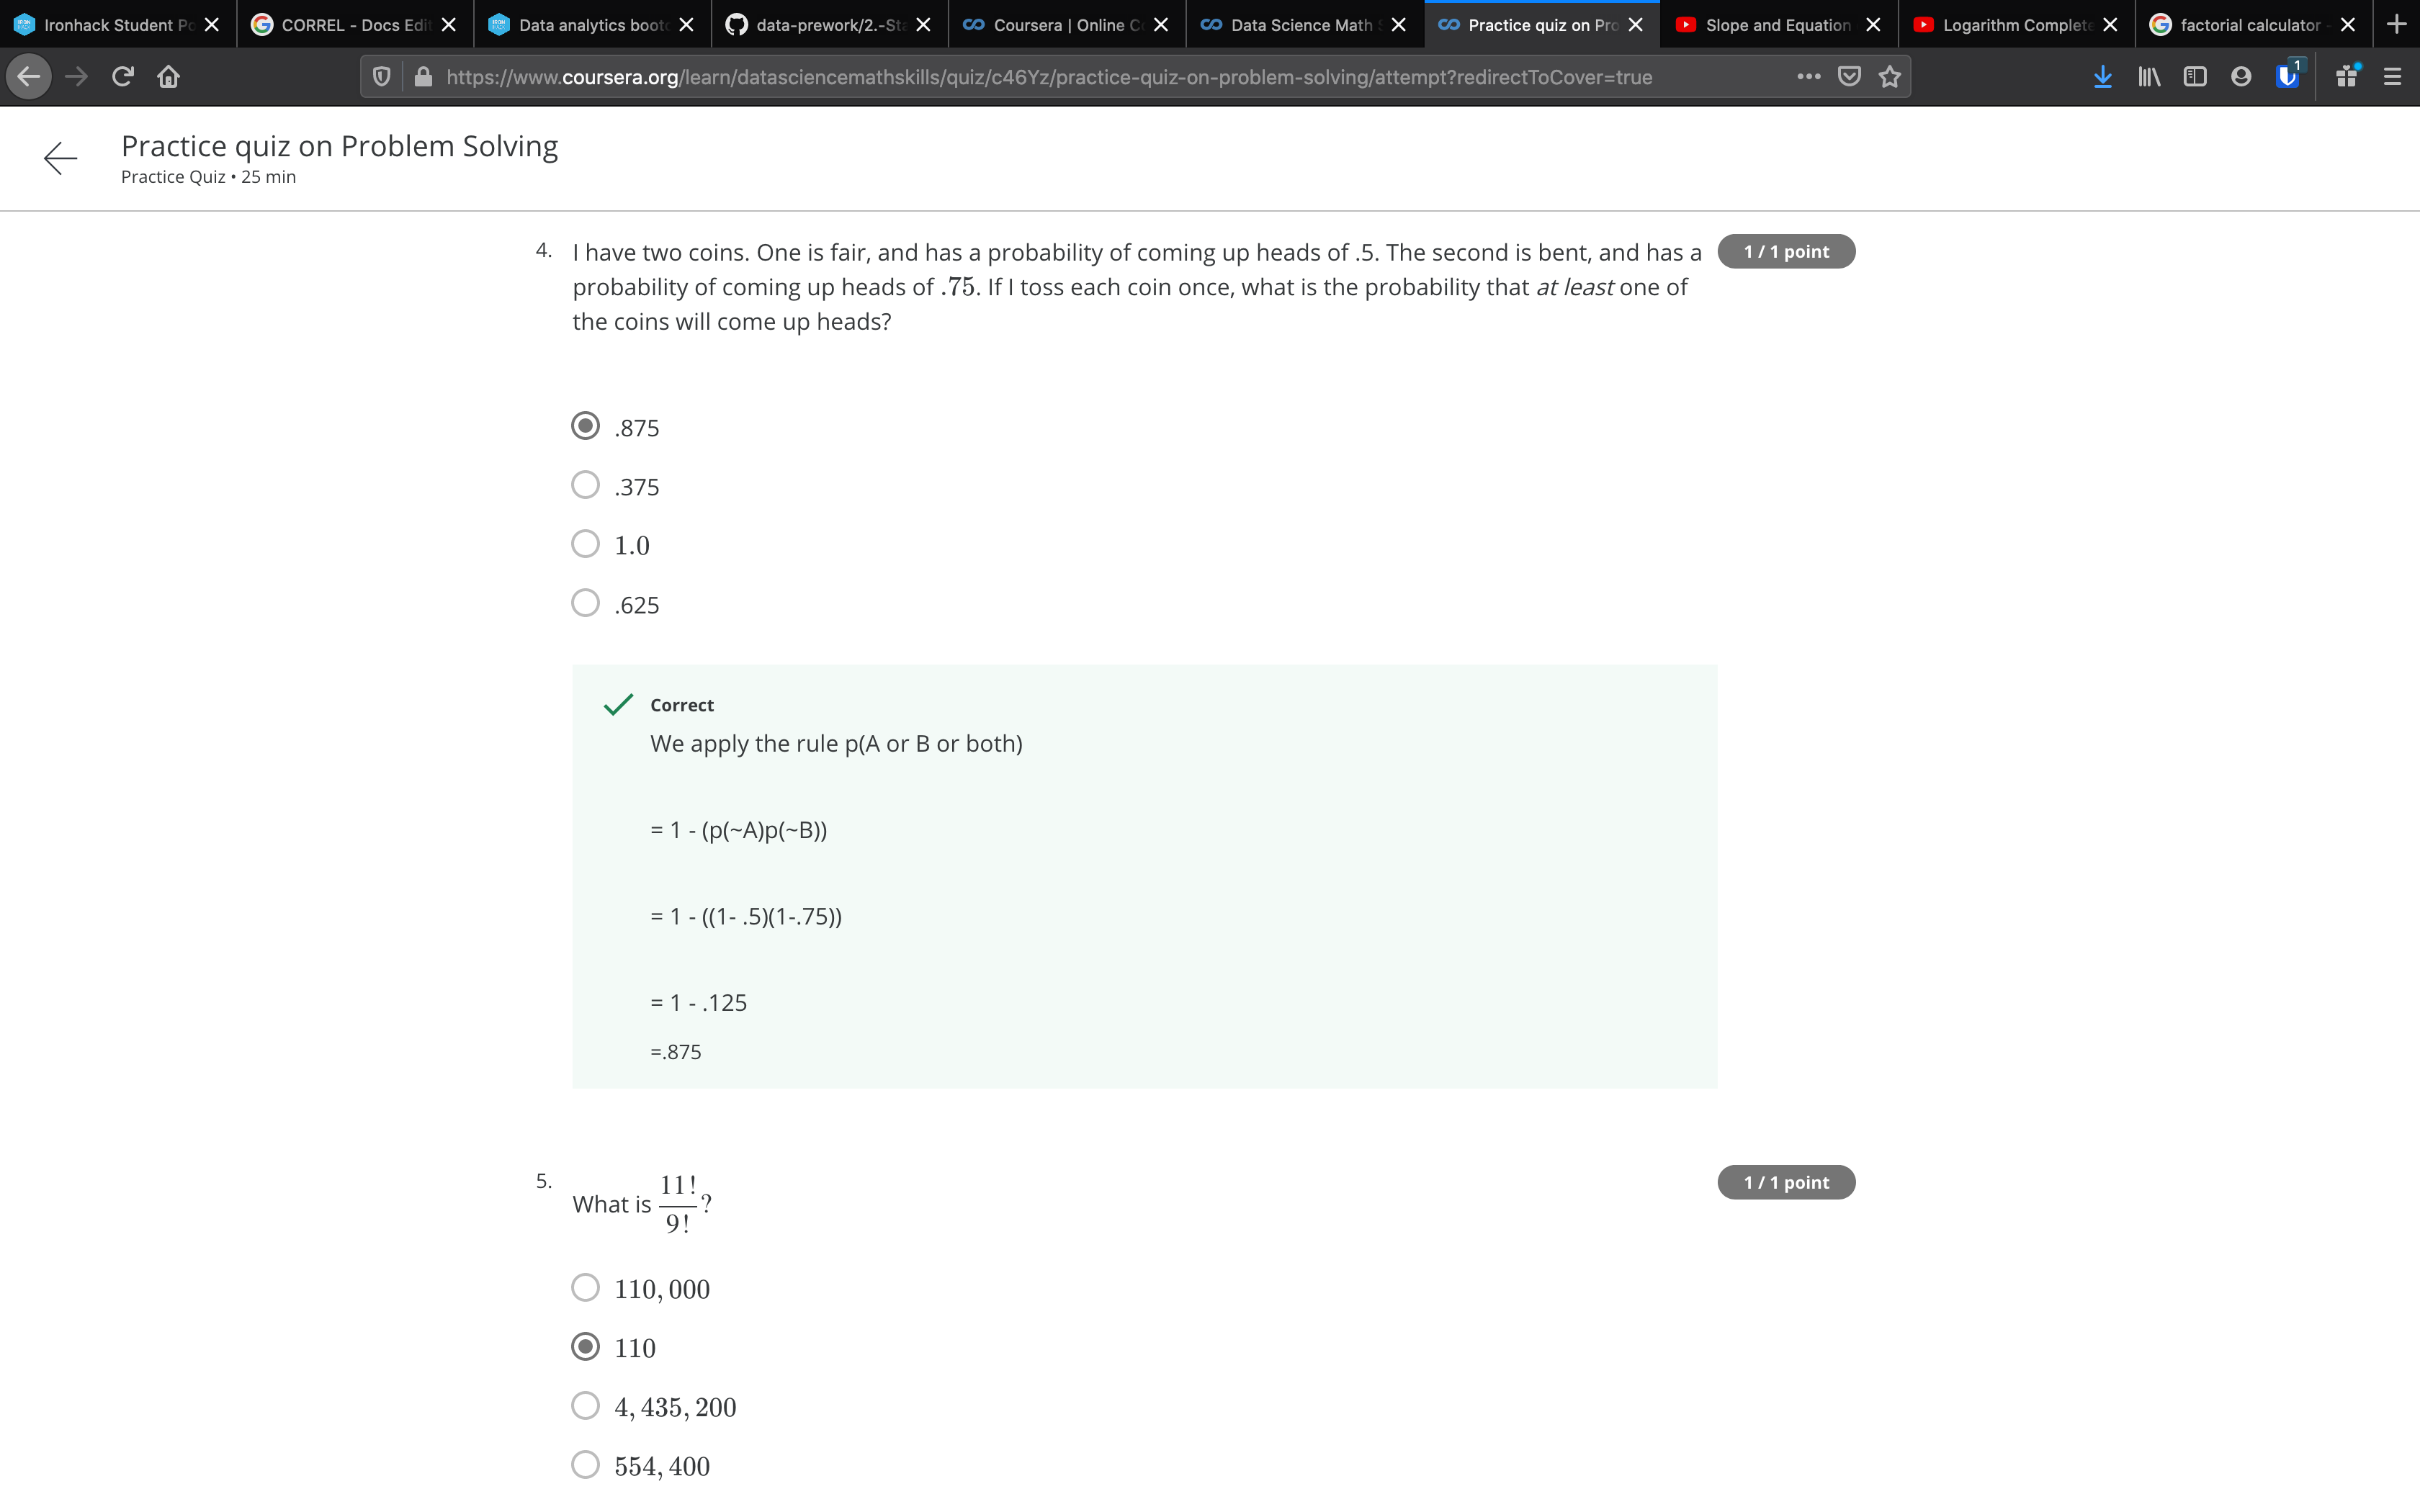 Ironhack Student Po
CORREL - Docs Edit
Data analytics boot
data-prework/2.-Sta
Coursera | Online C
Data Science Math S
Practice quiz on Pro
Slope and Equation
Logarithm Complete
factorial calculator -
https://www.coursera.org/learn/datasciencemathskills/quiz/c46Yz/practice-quiz-on-problem-solving/attempt?redirectToCover=true
1
Practice quiz on Problem Solving
Practice Quiz • 25 min
4. I have two coins. One is fair, and has a probability of coming up heads of .5. The second is bent, and has a
1 / 1 point
probability of coming up heads of .75. If I toss each coin once, what is the probability that at least one of
the coins will come up heads?
.875
.375
1.0
.625
Correct
We apply the rule p(A or B or both)
= 1 - (p(~A)p(~B))
= 1 - ((1- .5)(1-.75))
= 1 - .125
=.875
5. What is 11!/9!?
1 / 1 point
110,000
110
4,435,200
554,400